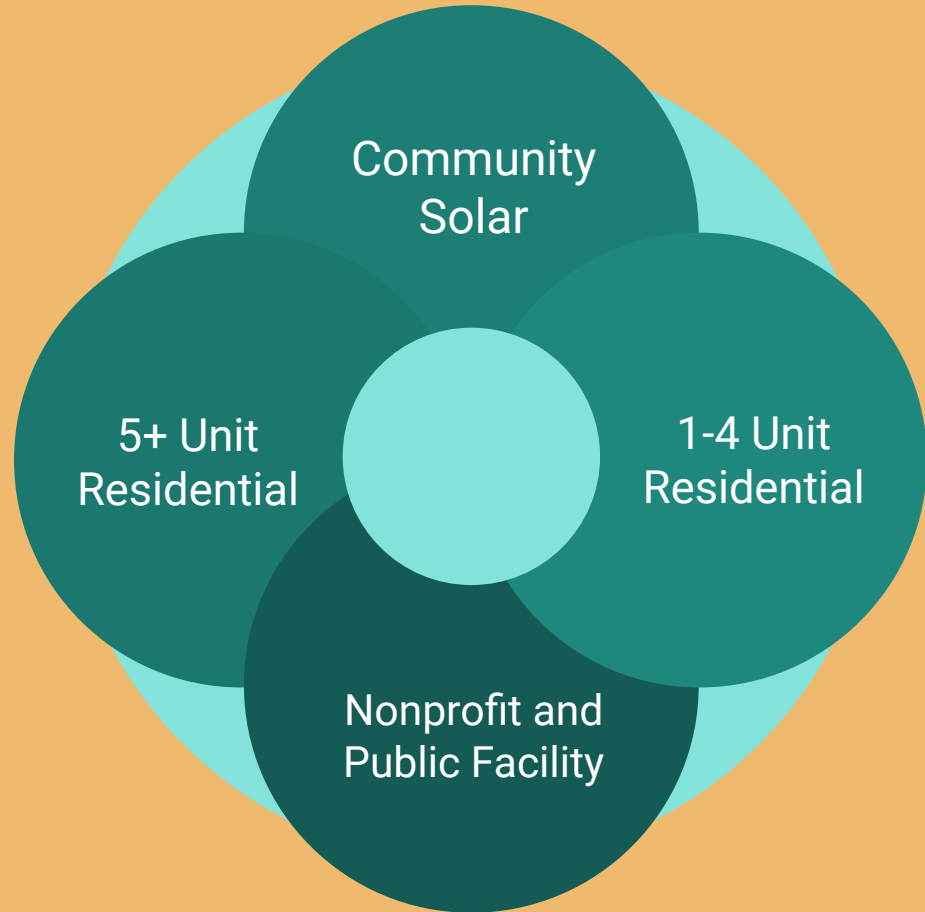 Community
Solar
5+ Unit
Residential
1-4 Unit
Residential
Nonprofit and
Public Facility